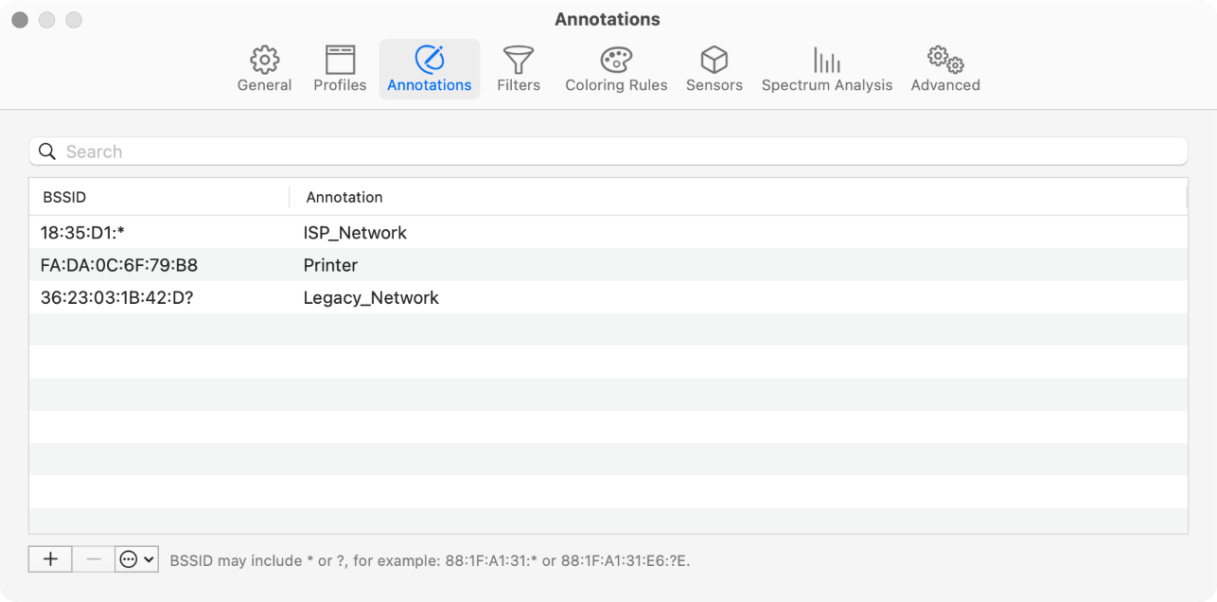 Annotations
General Profiles Annotations Filters Coloring Rules Sensors Spectrum Analysis Advanced
Search
BSSID Annotation
18:35:D1:* ISP_Network
FA:DA:0C:6F:79:B8 Printer
36:23:03:1B:42:D? Legacy_Network
BSSID may include * or ?, for example: 88:1F:A1:31:* or 88:1F:A1:31:E6:?E.